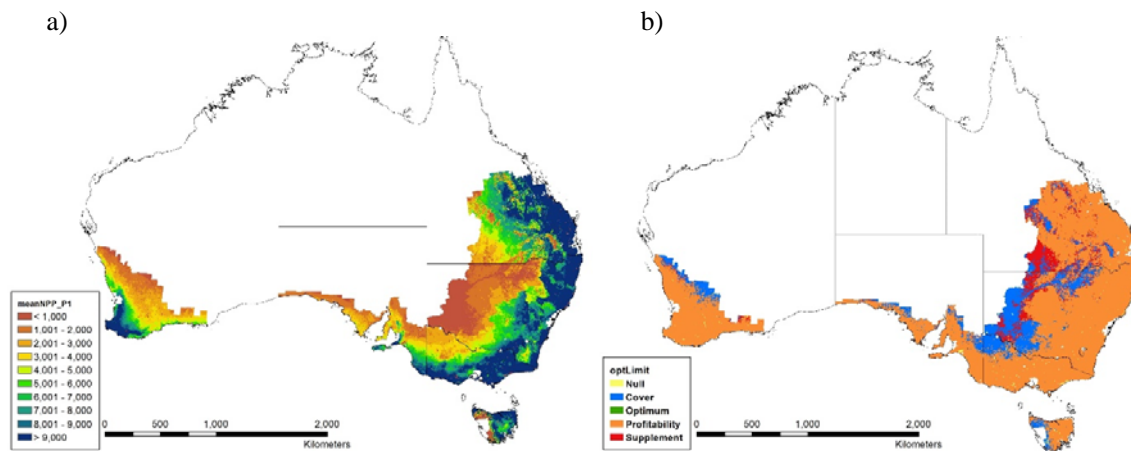 a)
b)
meanNPP_P1
< 1,000
1,001 - 2,000
2,001 - 3,000
3,001 - 4,000
4.001 - 5,000
5,001 - 6,000
6,001 - 7,000
7,001 - 8,000
8,001 - 9,000
> 9,000
0 500 1,000 2,000
Kilometers
optLimit
Null
Cover
Optimum
Profitability
Supplement
0 500 1,000 2,000
Kilometers